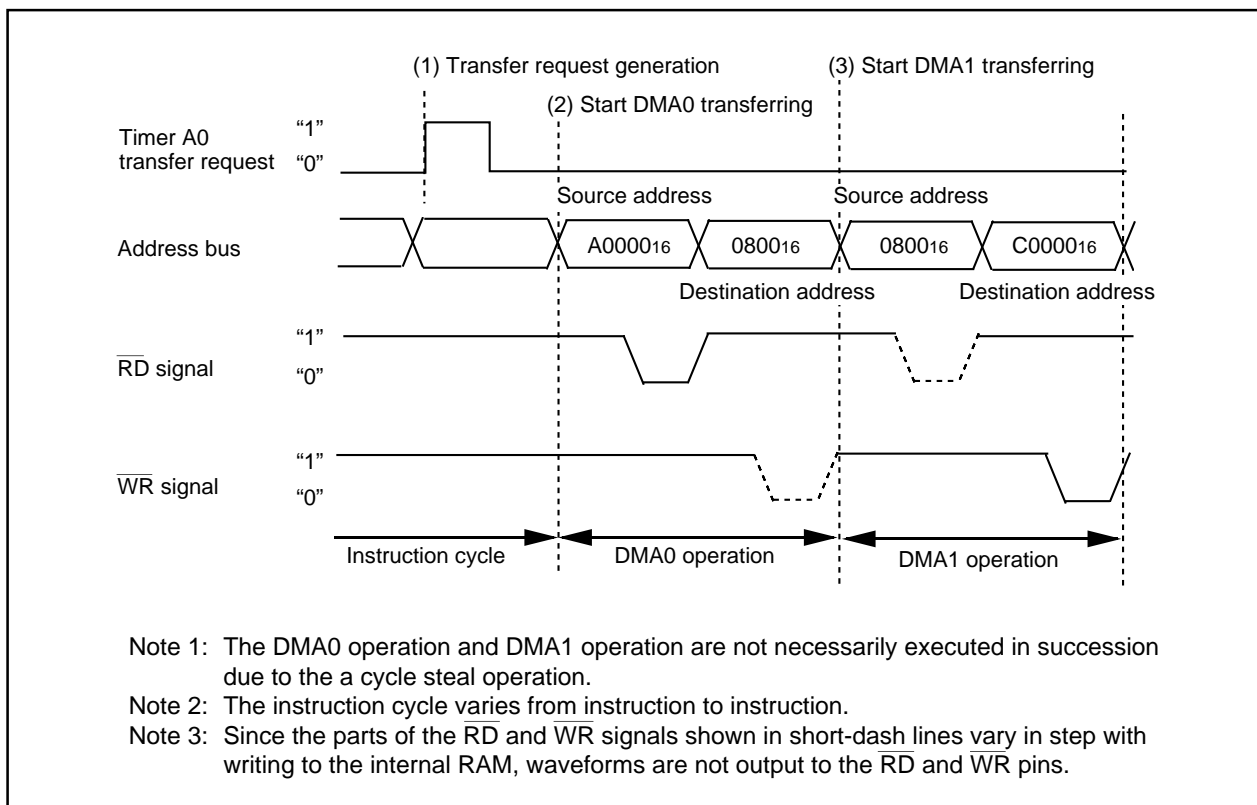 (1) Transfer request generation
(3) Start DMA1 transferring
(2) Start DMA0 transferring
Timer A0
transfer request
“1”
“0”
Source address
Source address
Address bus
A000016
080016
080016
C000016
Destination address
Destination address
RD signal
“1”
“0”
WR signal
“1”
“0”
Instruction cycle
DMA0 operation
DMA1 operation
Note 1: The DMA0 operation and DMA1 operation are not necessarily executed in succession
due to the a cycle steal operation.
Note 2: The instruction cycle varies from instruction to instruction.
Note 3: Since the parts of the RD and WR signals shown in short-dash lines vary in step with
writing to the internal RAM, waveforms are not output to the RD and WR pins.